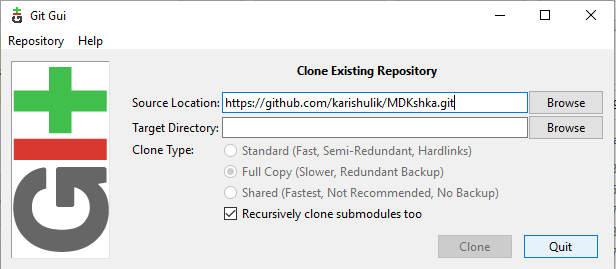 Git Gui
Repository Help
Clone Existing Repository
Source Location: https://github.com/karishulik/MDKshka.git Browse
Target Directory: Browse
Clone Type: Standard (Fast, Semi-Redundant, Hardlinks)
Full Copy (Slower, Redundant Backup)
Shared (Fastest, Not Recommended, No Backup)
Recursively clone submodules too
Clone Quit